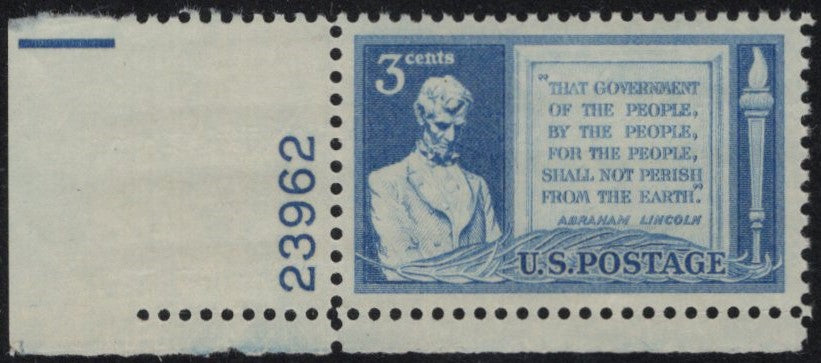 3 cents
"THAT GOVERNMENT
OF THE PEOPLE,
BY THE PEOPLE,
FOR THE PEOPLE,
SHALL NOT PERISH
FROM THE EARTH."
ABRAHAM LINCOLN
U.S.POSTAGE
23962